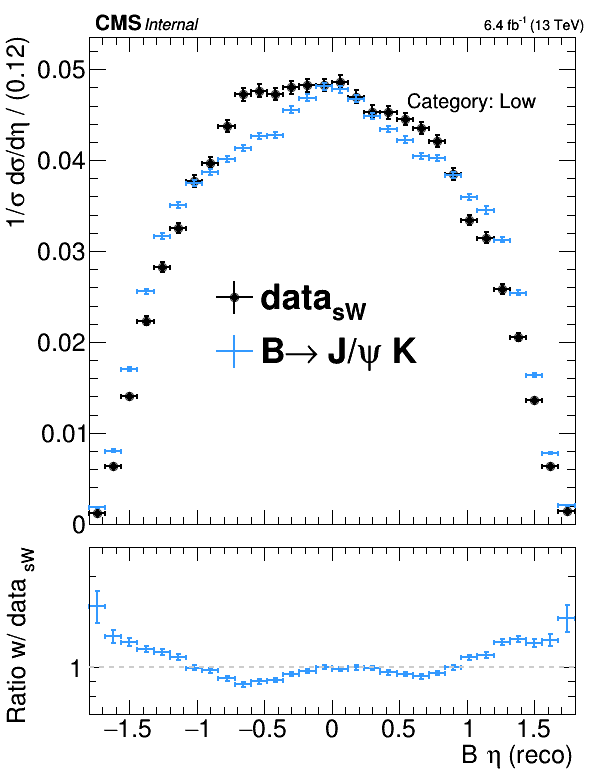 CMS Internal 6.4 fb⁻¹ (13 TeV)
1/σ dσ/dη / (0.12)
0.05
0.04
0.03
0.02
0.01
0
Category: Low
data_sW
B→ J/ψ K
Ratio w/ data_sW
1
−1.5 −1 −0.5 0 0.5 1 1.5
B η (reco)